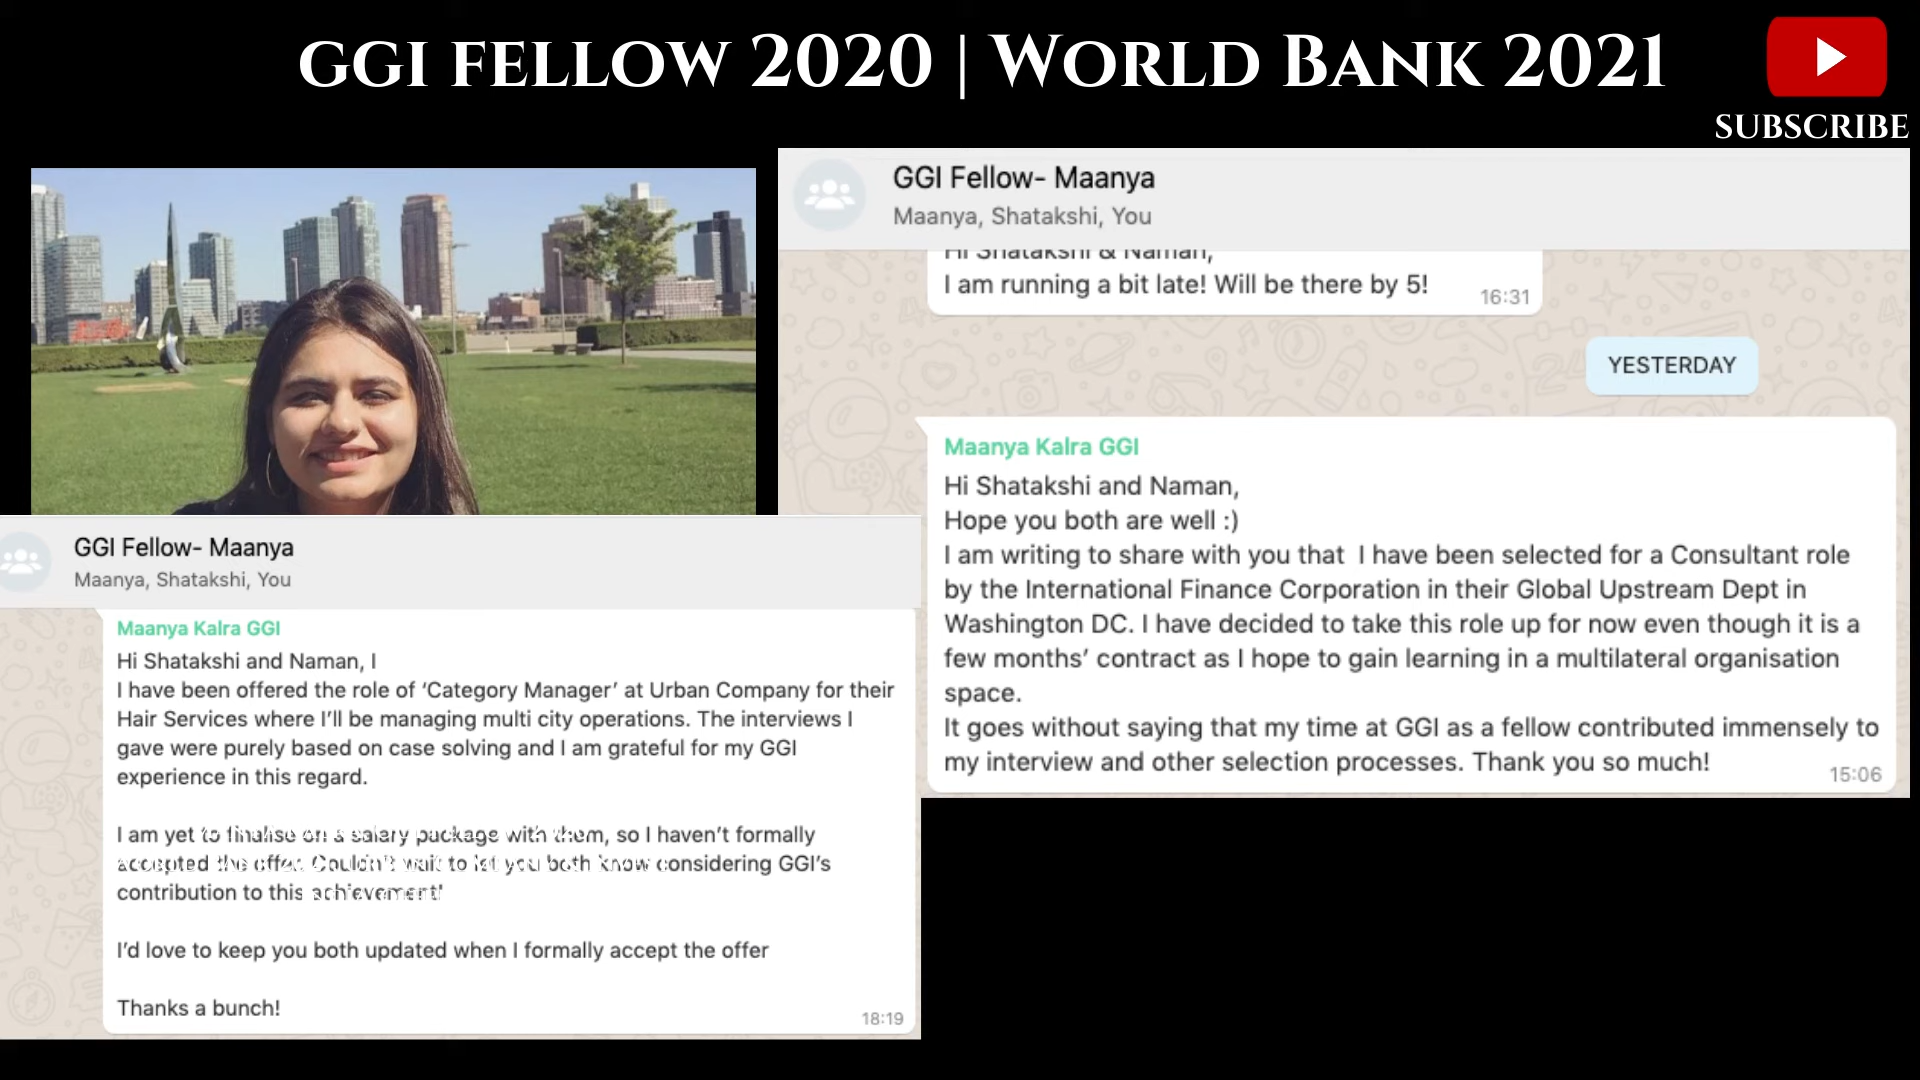 GGI FELLOW 2020 | WORLD BANK 2021
SUBSCRIBE
GGI Fellow- Maanya
Maanya, Shatakshi, You
Hi Shatakshi & Naman,
I am running a bit late! Will be there by 5!
16:31
YESTERDAY
Maanya Kalra GGI
Hi Shatakshi and Naman,
Hope you both are well :)
I am writing to share with you that I have been selected for a Consultant role
by the International Finance Corporation in their Global Upstream Dept in
Washington DC. I have decided to take this role up for now even though it is a
few months’ contract as I hope to gain learning in a multilateral organisation
space.
It goes without saying that my time at GGI as a fellow contributed immensely to
my interview and other selection processes. Thank you so much!
15:06
GGI Fellow- Maanya
Maanya, Shatakshi, You
Maanya Kalra GGI
Hi Shatakshi and Naman, I
I have been offered the role of ‘Category Manager’ at Urban Company for their
Hair Services where I’ll be managing multi city operations. The interviews I
gave were purely based on case solving and I am grateful for my GGI
experience in this regard.
I am yet to finalise on a salary package with them, so I haven’t formally
accepted the offer. Couldn't wait to let you both know considering GGI’s
contribution to this achievement!
I’d love to keep you both updated when I formally accept the offer
Thanks a bunch!
18:19